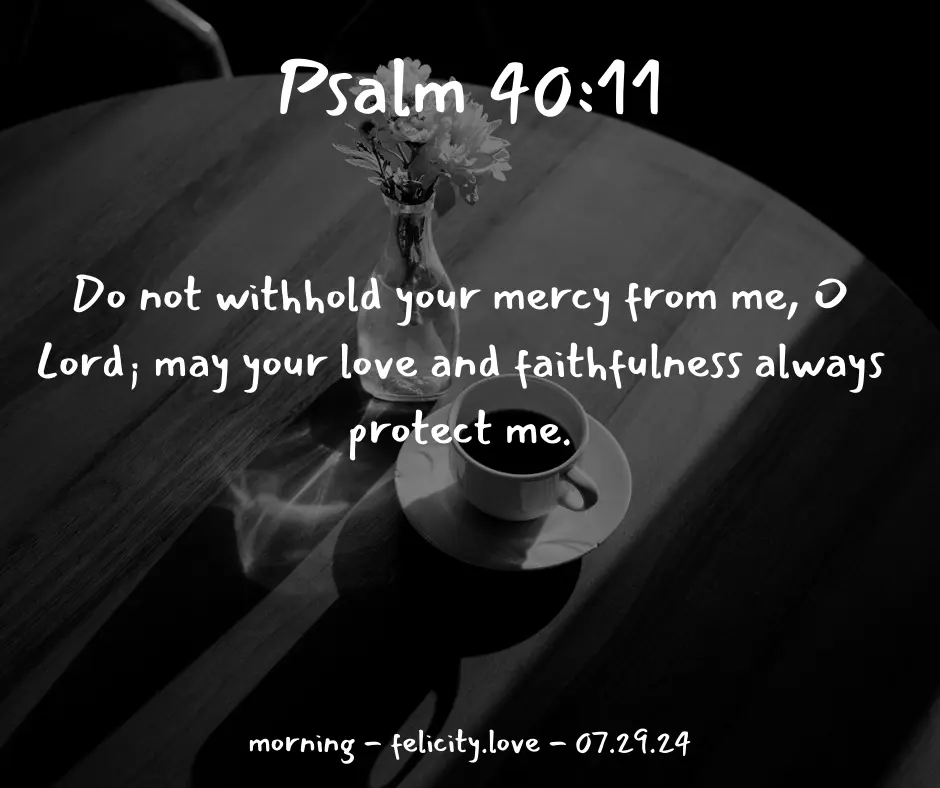 Psalm 40:11
Do not withhold your mercy from me, O
Lord; may your love and faithfulness always
protect me.
morning – felicity.love – 07.29.24